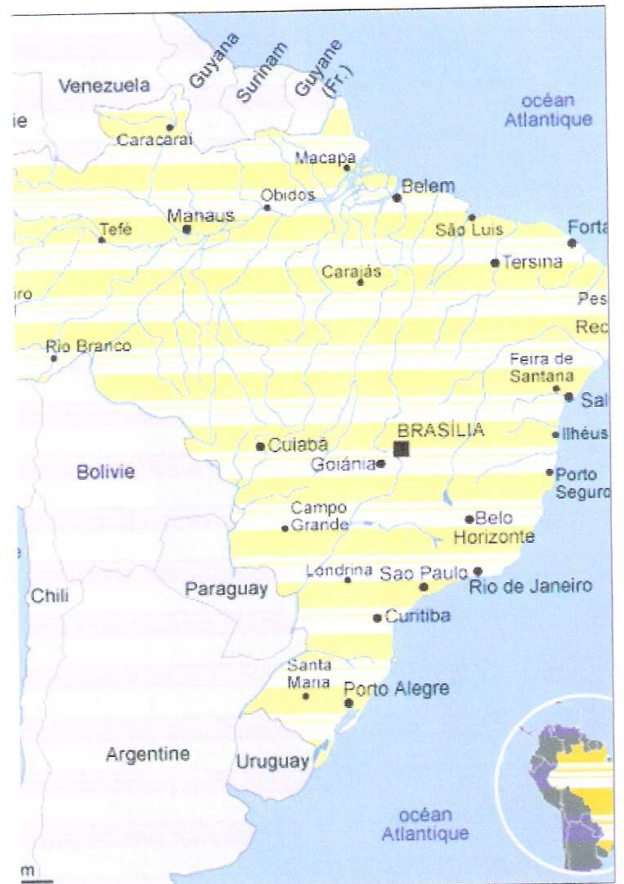 Venezuela
Guyana
Surinam
Guyane
(Fr.)
océan
Atlantique
ie
Caracaraí
Macapa
Belem
Obidos
Manaus
Tefé
São Luis
Forta
Tersina
Carajás
iro
Pes
Rec
Rio Branco
Feira de
Santana
Sal
BRASÍLIA
Cuiabá
Goiânia
Ilhéus
Bolivie
Porto
Seguro
Campo
Grande
Belo
Horizonte
Londrina
Sao Paulo
Rio de Janeiro
Chili
Paraguay
Curitiba
Santa
Maria
Porto Alegre
Argentine
Uruguay
océan
Atlantique
m